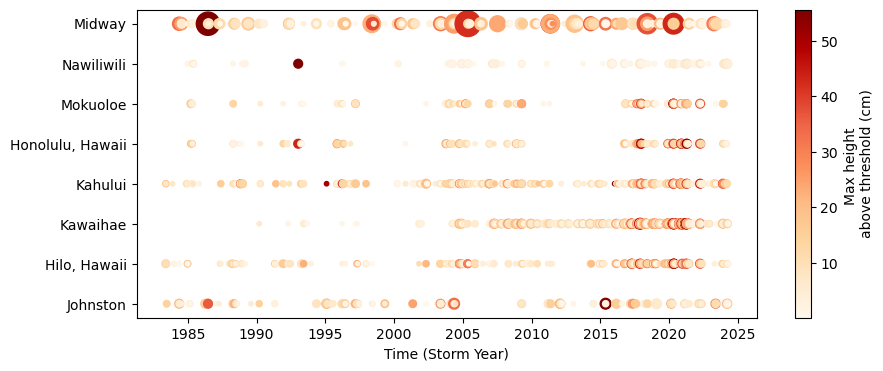 Midway
Nawiliwili
Mokuoloe
Honolulu, Hawaii
Kahului
Kawaihae
Hilo, Hawaii
Johnston
1985 1990 1995 2000 2005 2010 2015 2020 2025
Time (Storm Year)
50
40
30
20
10
Max height
above threshold (cm)